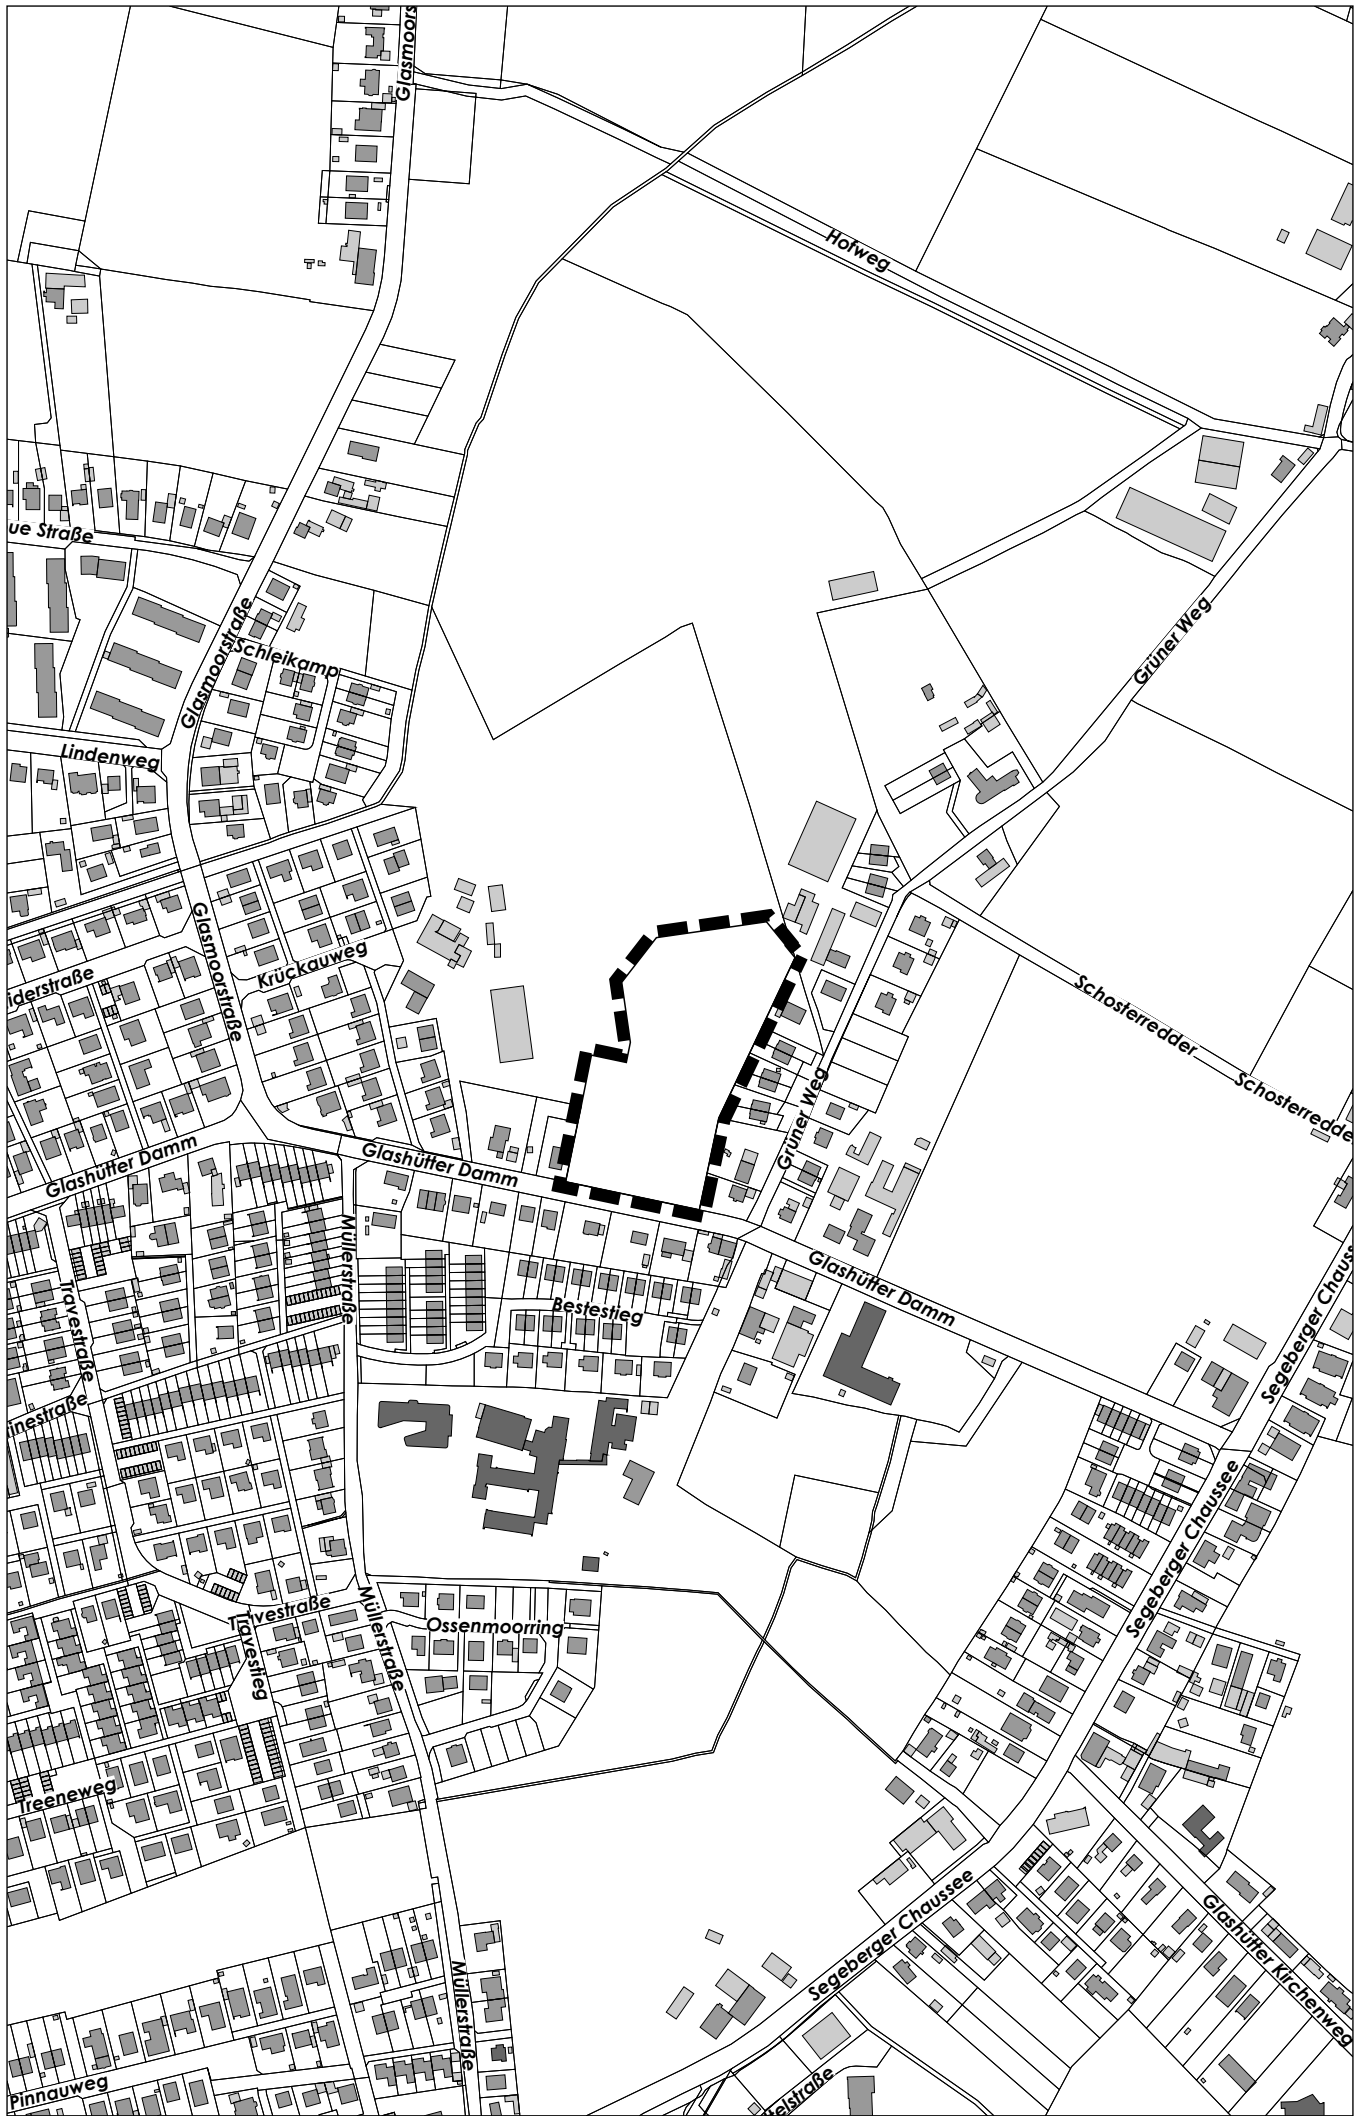 Glasmoors
Hofweg
ue Straße
Grüner Weg
Glasmoorstraße
Schleikamp
Lindenweg
Glasmoorstraße
Krückauweg
iderstraße
Schosterredder
Schosterredde
Grüner Weg
Glashütter Damm
Glashütter Damm
Müllerstraße
Glashütter Damm
Segeberger Chauss
Travestraße
Bestestieg
inestraße
Segeberger Chaussee
Travestraße
Ossenmoorring
Müllerstraße
Travestieg
Treeneweg
Segeberger Chaussee
Glashütter Kirchenweg
Müllerstraße
Pinnauweg
elstraße